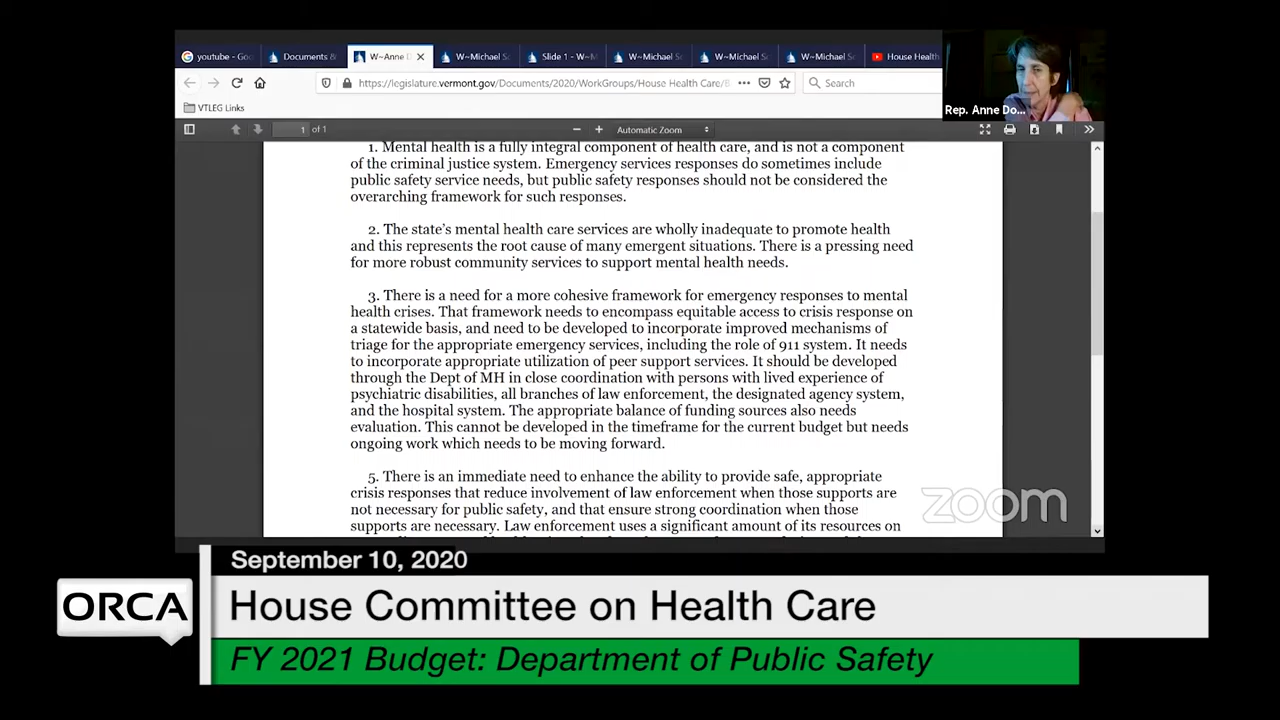 youtube - Goo
Documents &
W~Anne D
W~Michael Sc
Slide 1 - W~M
W~Michael Sc
W~Michael Sc
W~Michael Sc
House Health
https://legislature.vermont.gov/Documents/2020/WorkGroups/House Health Care/B
Search
VTLEG Links
Rep. Anne Do...
1 of 1
Automatic Zoom
1. Mental health is a fully integral component of health care, and is not a component
of the criminal justice system. Emergency services responses do sometimes include
public safety service needs, but public safety responses should not be considered the
overarching framework for such responses.
2. The state's mental health care services are wholly inadequate to promote health
and this represents the root cause of many emergent situations. There is a pressing need
for more robust community services to support mental health needs.
3. There is a need for a more cohesive framework for emergency responses to mental
health crises. That framework needs to encompass equitable access to crisis response on
a statewide basis, and need to be developed to incorporate improved mechanisms of
triage for the appropriate emergency services, including the role of 911 system. It needs
to incorporate appropriate utilization of peer support services. It should be developed
through the Dept of MH in close coordination with persons with lived experience of
psychiatric disabilities, all branches of law enforcement, the designated agency system,
and the hospital system. The appropriate balance of funding sources also needs
evaluation. This cannot be developed in the timeframe for the current budget but needs
ongoing work which needs to be moving forward.
5. There is an immediate need to enhance the ability to provide safe, appropriate
crisis responses that reduce involvement of law enforcement when those supports are
not necessary for public safety, and that ensure strong coordination when those
supports are necessary. Law enforcement uses a significant amount of its resources on
zoom
September 10, 2020
ORCA
House Committee on Health Care
FY 2021 Budget: Department of Public Safety